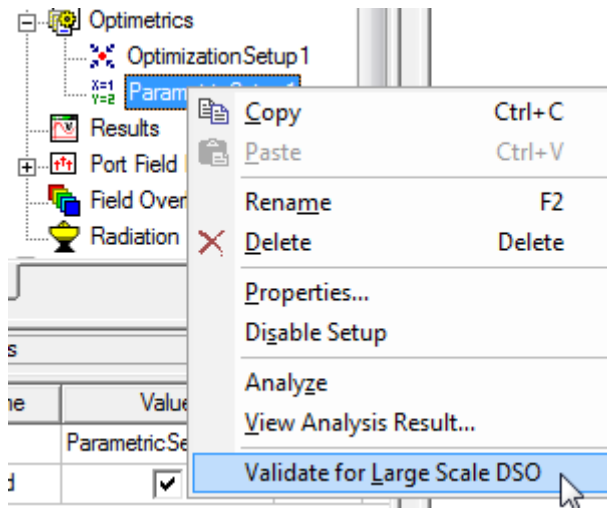 Optimetrics
OptimizationSetup1
X=1
Y=2
Copy Ctrl+C
Results
Paste Ctrl+V
Port Field
Field Over
Rename F2
Radiation
Delete Delete
Properties...
Disable Setup
Value
Analyze
View Analysis Result...
ParametricSe
Validate for Large Scale DSO